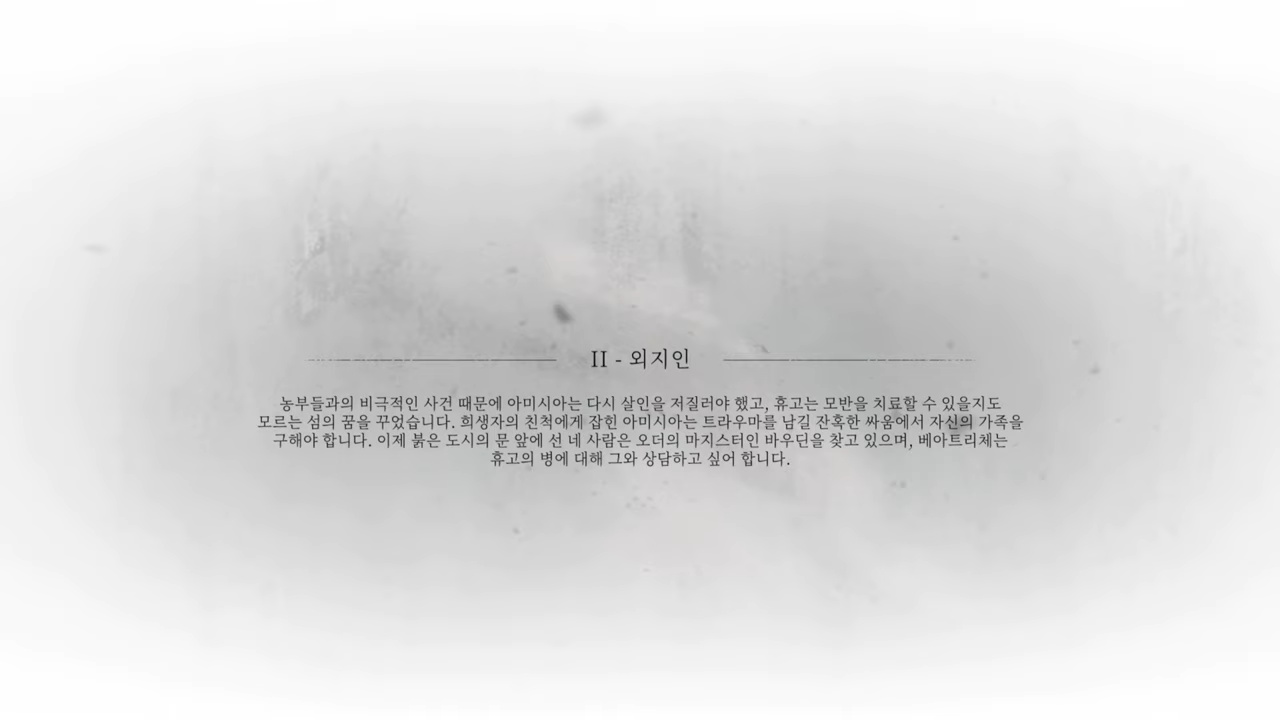 II - 외지인
농부들과의 비극적인 사건 때문에 아미시아는 다시 살인을 저질러야 했고, 휴고는 모반을 치료할 수 있을지도
모르는 섬의 꿈을 꾸었습니다. 희생자의 친척에게 잡힌 아미시아는 트라우마를 남길 잔혹한 싸움에서 자신의 가족을
구해야 합니다. 이제 붉은 도시의 문 앞에 선 네 사람은 오더의 마지스터인 바우딘을 찾고 있으며, 베아트리체는
휴고의 병에 대해 그와 상담하고 싶어 합니다.